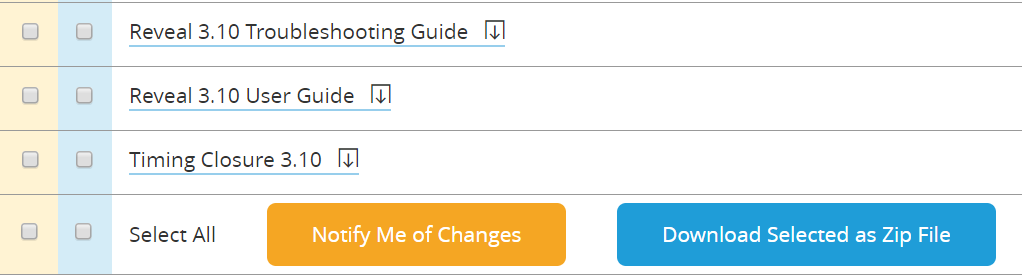 Reveal 3.10 Troubleshooting Guide
Reveal 3.10 User Guide
Timing Closure 3.10
Select All Notify Me of Changes Download Selected as Zip File